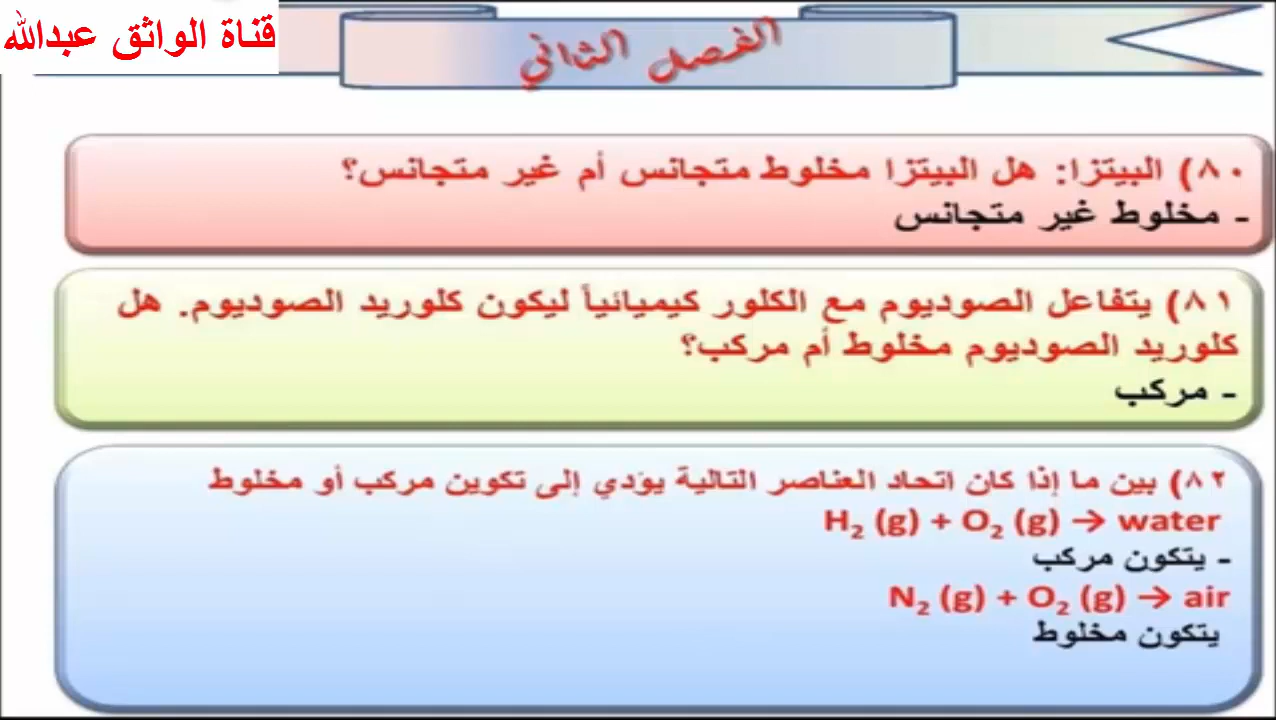 قناة الواثق عبدالله
الفصل الثاني
٨٠) البيتزا: هل البيتزا مخلوط متجانس أم غير متجانس؟
- مخلوط غير متجانس
٨١) يتفاعل الصوديوم مع الكلور كيميائياً ليكون كلوريد الصوديوم. هل
كلوريد الصوديوم مخلوط أم مركب؟
- مركب
٨٢) بين ما إذا كان اتحاد العناصر التالية يؤدي إلى تكوين مركب أو مخلوط
H₂ (g) + O₂ (g) → water
- يتكون مركب
N₂ (g) + O₂ (g) → air
يتكون مخلوط